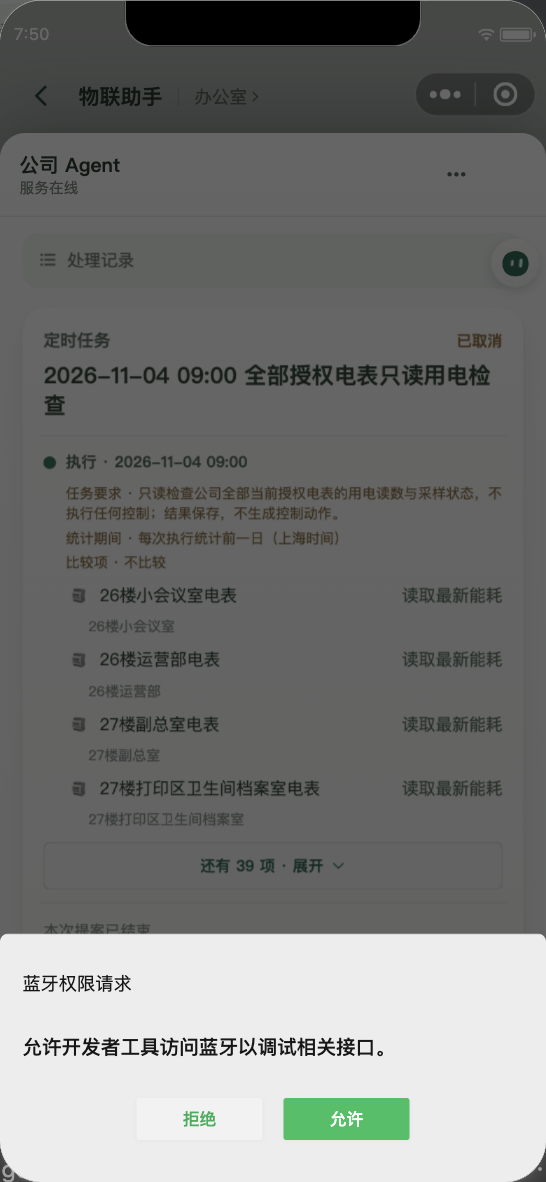 7:50
物联助手 办公室 >
公司 Agent
服务在线
处理记录
定时任务 已取消
2026-11-04 09:00 全部授权电表只读用电检
查
执行 · 2026-11-04 09:00
任务要求 · 只读检查公司全部当前授权电表的用电读数与采样状态，不
执行任何控制；结果保存，不生成控制动作。
统计期间 · 每次执行统计前一日（上海时间）
比较项 · 不比较
26楼小会议室电表 读取最新能耗
26楼小会议室
26楼运营部电表 读取最新能耗
26楼运营部
27楼副总室电表 读取最新能耗
27楼副总室
27楼打印区卫生间档案室电表 读取最新能耗
27楼打印区卫生间档案室
还有 39 项 · 展开
本次提案已结束
蓝牙权限请求
允许开发者工具访问蓝牙以调试相关接口。
拒绝 允许